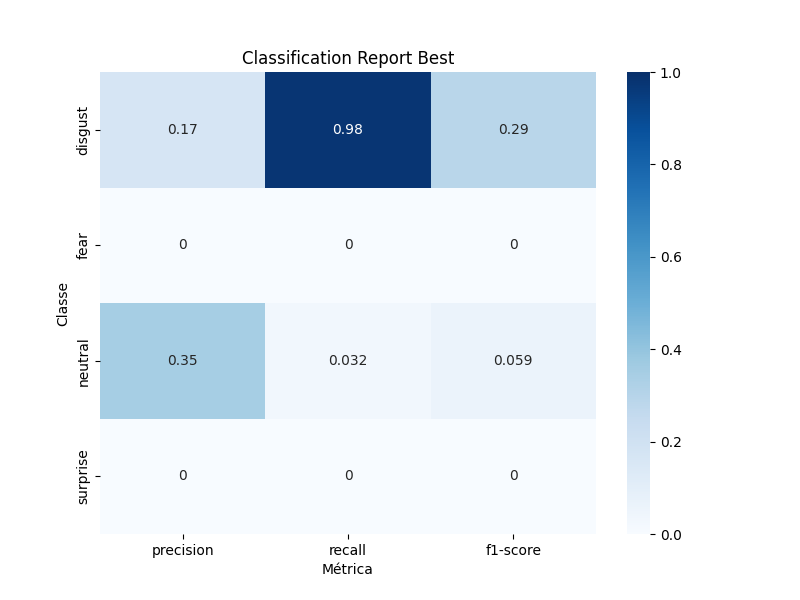 Classification Report Best
Classe
disgust 0.17 0.98 0.29
fear 0 0 0
neutral 0.35 0.032 0.059
surprise 0 0 0
precision recall f1-score
Métrica
1.0
0.8
0.6
0.4
0.2
0.0